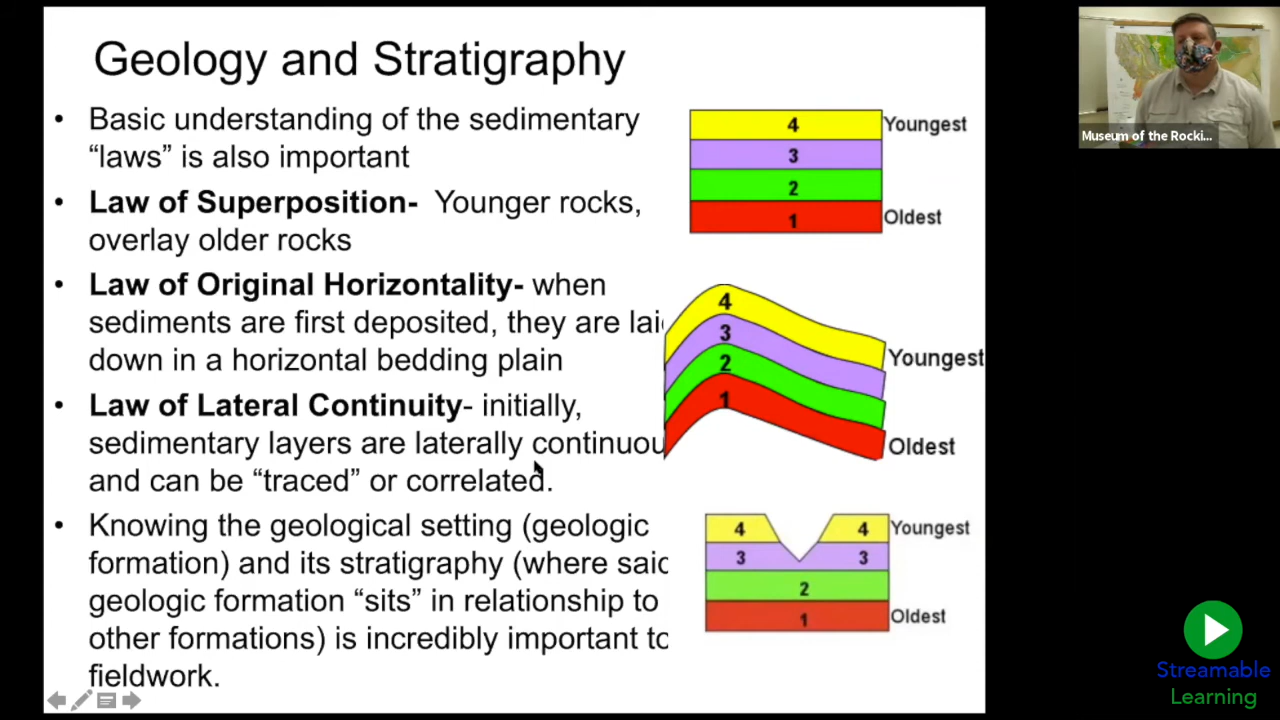 Geology and Stratigraphy
• Basic understanding of the sedimentary
“laws” is also important
• Law of Superposition- Younger rocks,
overlay older rocks
• Law of Original Horizontality- when
sediments are first deposited, they are lai
down in a horizontal bedding plain
• Law of Lateral Continuity- initially,
sedimentary layers are laterally continuou
and can be “traced” or correlated.
• Knowing the geological setting (geologic
formation) and its stratigraphy (where said
geologic formation “sits” in relationship to
other formations) is incredibly important to
fieldwork.
4 Youngest
3
2
1 Oldest
4
3
2 Youngest
1
Oldest
4 4 Youngest
3 3
2
1 Oldest
Museum of the Rocki...
Streamable
Learning